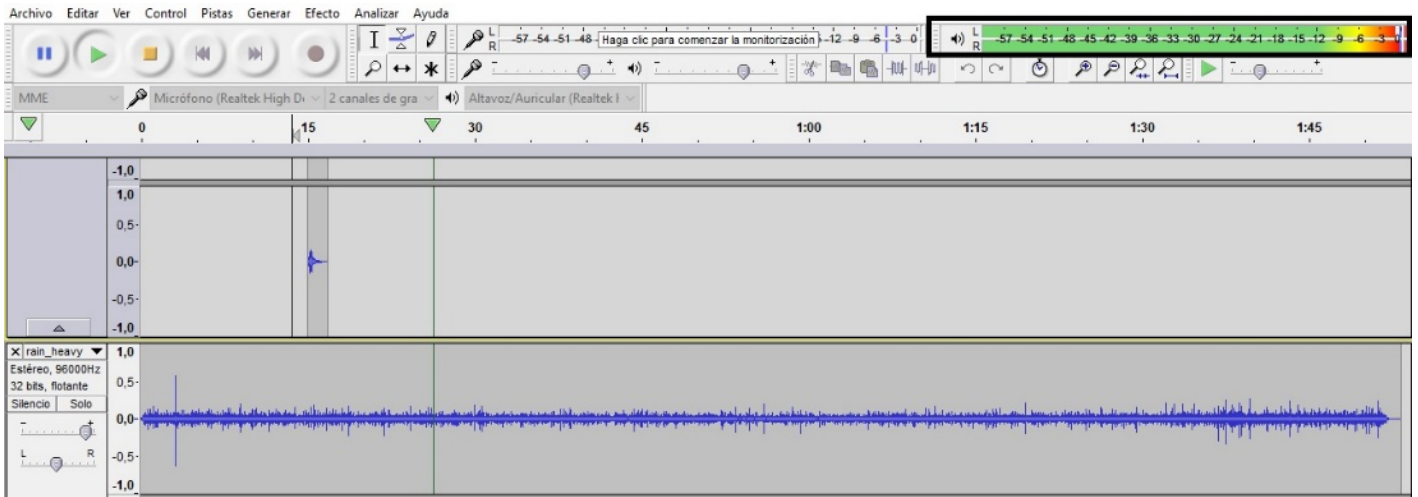 Archivo Editar Ver Control Pistas Generar Efecto Analizar Ayuda
L R -57 -54 -51 -48 Haga clic para comenzar la monitorización -12 -9 -6 -3 0
L R -57 -54 -51 -48 -45 -42 -39 -36 -33 -30 -27 -24 -21 -18 -15 -12 -9 -6 -3
- +
- +
- +
MME Micrófono (Realtek High De 2 canales de gra Altavoz/Auricular (Realtek
0 15 30 45 1:00 1:15 1:30 1:45
-1,0
1,0
0,5-
0,0-
-0,5-
-1,0
X rain_heavy 1,0
Estéreo, 96000Hz
32 bits, flotante 0,5-
Silencio Solo
- + 0,0-
L R
-0,5-
-1,0